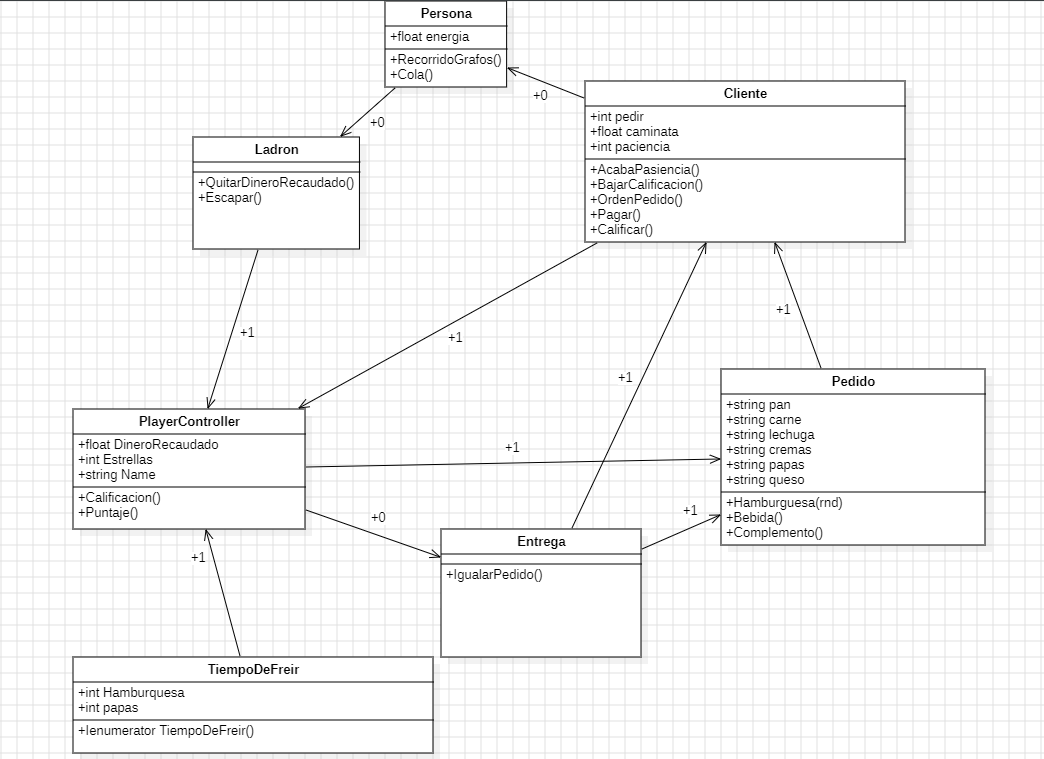 Persona
+float energia
+RecorridoGrafos()
+Cola()
+0
Cliente
+int pedir
+float caminata
+int paciencia
+AcabaPasiencia()
+BajarCalificacion()
+OrdenPedido()
+Pagar()
+Calificar()
+0
Ladron
+QuitarDineroRecaudado()
+Escapar()
+1
+1
+1
+1
Pedido
+string pan
+string carne
+string lechuga
+string cremas
+string papas
+string queso
+Hamburguesa(rnd)
+Bebida()
+Complemento()
PlayerController
+float DineroRecaudado
+int Estrellas
+string Name
+Calificacion()
+Puntaje()
+1
+0
+1
Entrega
+IgualarPedido()
+1
TiempoDeFreir
+int Hamburquesa
+int papas
+Ienumerator TiempoDeFreir()